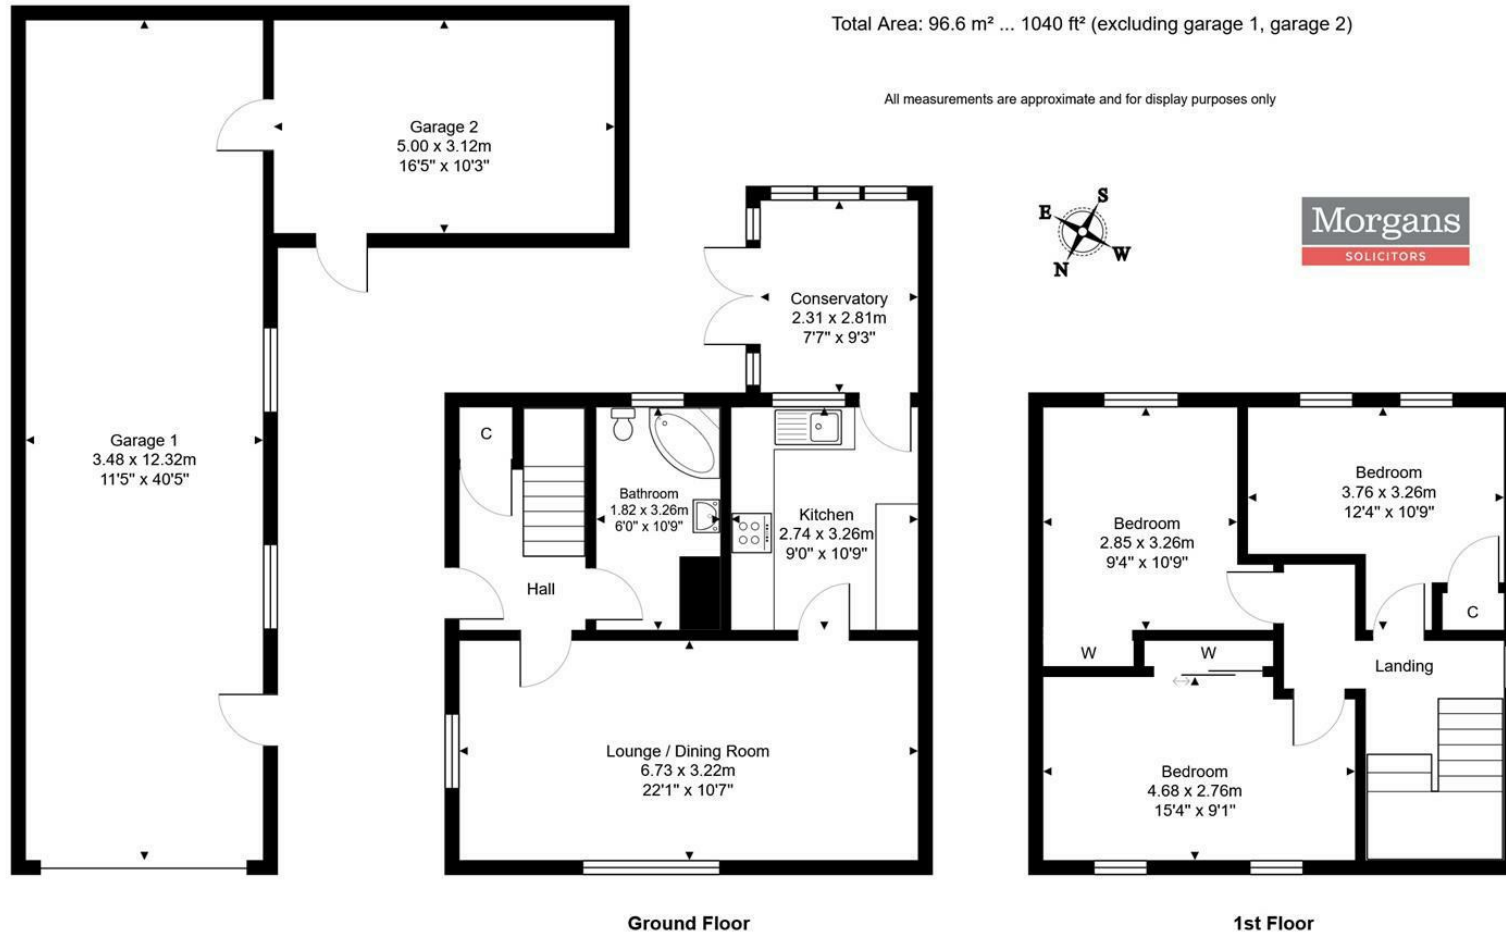 Total Area: 96.6 m² ... 1040 ft² (excluding garage 1, garage 2)
All measurements are approximate and for display purposes only
Garage 2
5.00 x 3.12m
16'5" x 10'3"
S
E
W
N
Morgans
SOLICITORS
Conservatory
2.31 x 2.81m
7'7" x 9'3"
Garage 1
3.48 x 12.32m
11'5" x 40'5"
C
Bathroom
1.82 x 3.26m
6'0" x 10'9"
Kitchen
2.74 x 3.26m
9'0" x 10'9"
Hall
Lounge / Dining Room
6.73 x 3.22m
22'1" x 10'7"
Bedroom
2.85 x 3.26m
9'4" x 10'9"
Bedroom
3.76 x 3.26m
12'4" x 10'9"
C
W
W
Landing
Bedroom
4.68 x 2.76m
15'4" x 9'1"
Ground Floor
1st Floor